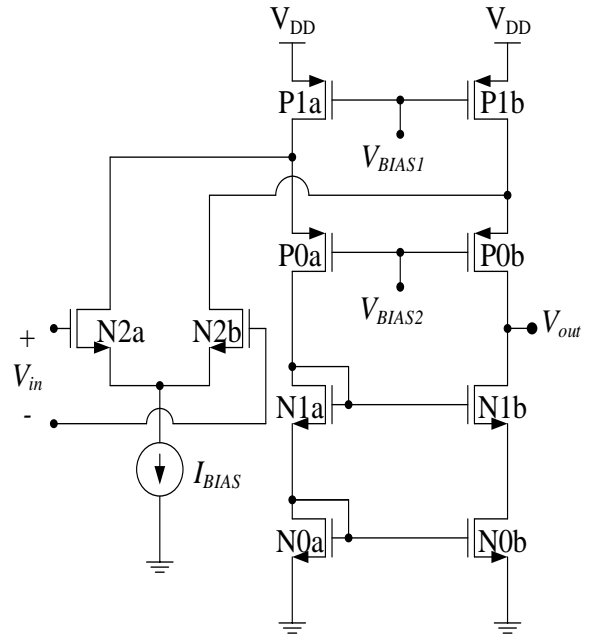 V_DD V_DD
P1a P1b
V_BIAS1
P0a P0b
V_BIAS2
+ N2a N2b V_out
V_in
- N1a N1b
I_BIAS
N0a N0b